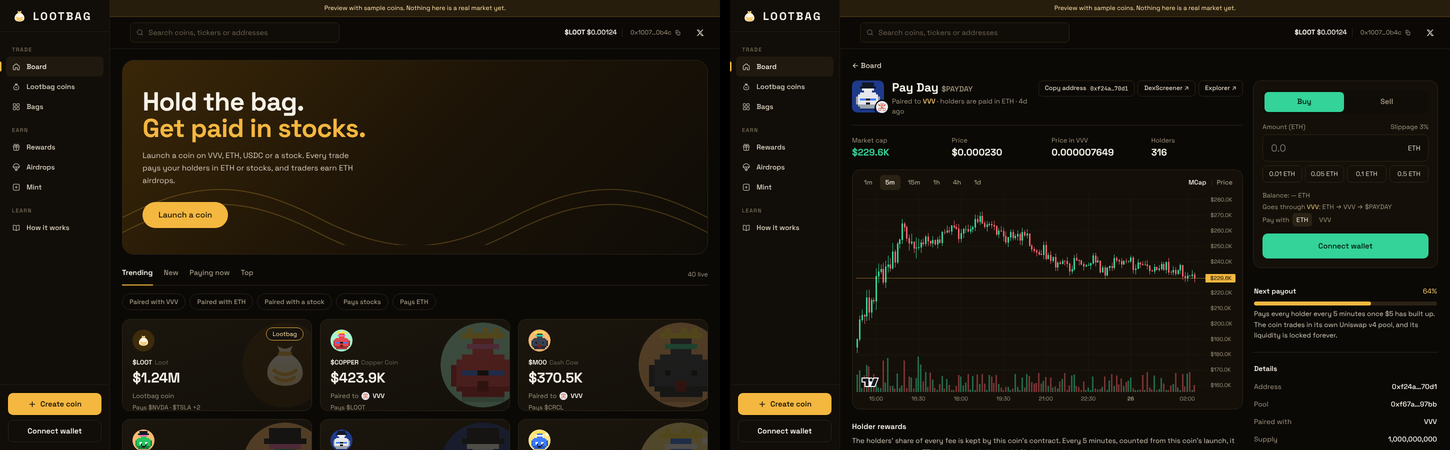 Preview with sample coins. Nothing here is a real market yet.
LOOTBAG
Search coins, tickers or addresses
$LOOT $0.00124
0x1007...0b4c
TRADE
Board
Lootbag coins
Bags
EARN
Rewards
Airdrops
Mint
LEARN
How it works
Create coin
Connect wallet
Hold the bag.
Get paid in stocks.
Launch a coin on VVV, ETH, USDC or a stock. Every trade
pays your holders in ETH or stocks, and traders earn ETH
airdrops.
Launch a coin
Trending New Paying now Top
40 live
Paired with VVV Paired with ETH Paired with a stock Pays stocks Pays ETH
Lootbag
$LOOT Loot
$1.24M
Lootbag coin
Pays $NVDA · $TSLA +2
$COPPER Copper Coin
$423.9K
Paired to VVV
Pays $LOOT
$MOO Cash Cow
$370.5K
Paired to VVV
Pays $CRCL
Preview with sample coins. Nothing here is a real market yet.
LOOTBAG
Search coins, tickers or addresses
$LOOT $0.00124
0x1007...0b4c
TRADE
Board
Lootbag coins
Bags
EARN
Rewards
Airdrops
Mint
LEARN
How it works
Create coin
Connect wallet
← Board
Pay Day $PAYDAY
Paired to VVV · holders are paid in ETH · 4d
ago
Copy address 0xf24a...70d1
DexScreener ↗
Explorer ↗
Market cap
$229.6K
Price
$0.000230
Price in VVV
0.000007649
Holders
316
1m 5m 15m 1h 4h 1d
MCap Price
$280.0K
$270.0K
$260.0K
$250.0K
$240.0K
$229.6K
$220.0K
$210.0K
$200.0K
$190.0K
$180.0K
$170.0K
$160.0K
15:00 16:30 18:00 19:30 21:00 22:30 26 02:00
Holder rewards
The holders' share of every fee is kept by this coin's contract. Every 5 minutes, counted from this coin's launch, it
Buy Sell
Amount (ETH)
Slippage 3%
0.0
ETH
0.01 ETH 0.05 ETH 0.1 ETH 0.5 ETH
Balance: — ETH
Goes through VVV: ETH → VVV → $PAYDAY
Pay with ETH VVV
Connect wallet
Next payout
64%
Pays every holder every 5 minutes once $5 has built up.
The coin trades in its own Uniswap v4 pool, and its
liquidity is locked forever.
Details
Address 0xf24a...70d1
Pool 0xf67a...97bb
Paired with VVV
Supply 1,000,000,000